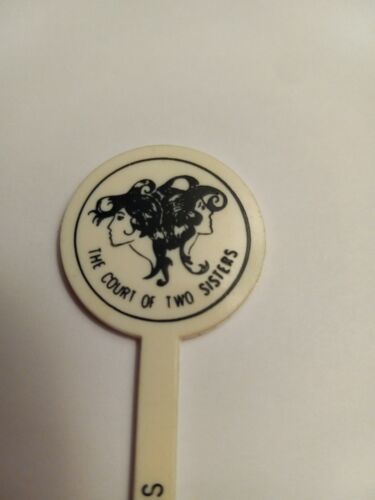 THE COURT OF TWO SISTERS
S